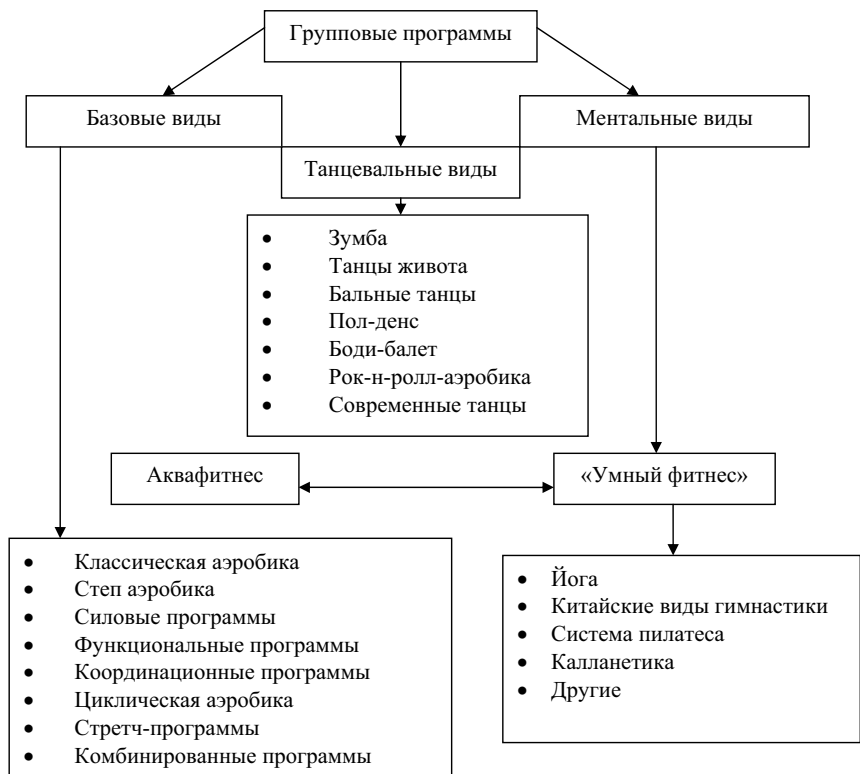 Групповые программы
Базовые виды
Ментальные виды
Танцевальные виды
• Зумба
• Танцы живота
• Бальные танцы
• Пол-денс
• Боди-балет
• Рок-н-ролл-аэробика
• Современные танцы
Аквафитнес
«Умный фитнес»
• Классическая аэробика
• Степ аэробика
• Силовые программы
• Функциональные программы
• Координационные программы
• Циклическая аэробика
• Стретч-программы
• Комбинированные программы
• Йога
• Китайские виды гимнастики
• Система пилатеса
• Калланетика
• Другие